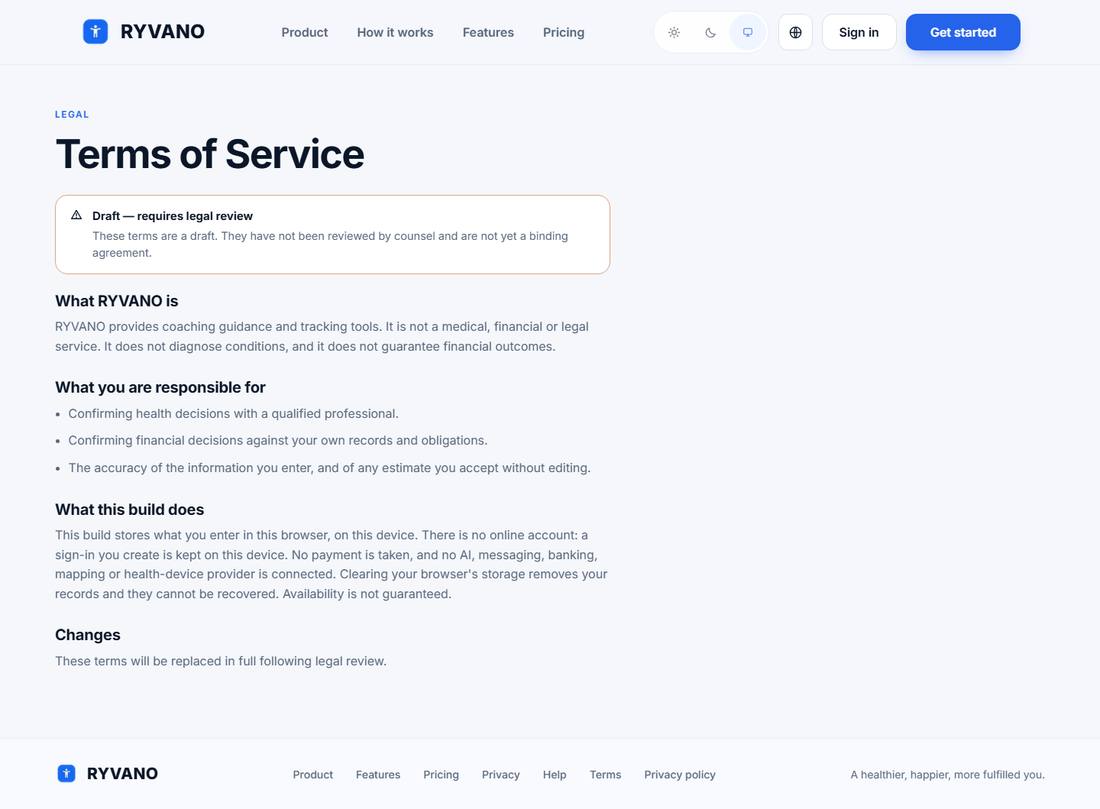 RYVANO
Product
How it works
Features
Pricing
Sign in
Get started
LEGAL
Terms of Service
Draft — requires legal review
These terms are a draft. They have not been reviewed by counsel and are not yet a binding
agreement.
What RYVANO is
RYVANO provides coaching guidance and tracking tools. It is not a medical, financial or legal
service. It does not diagnose conditions, and it does not guarantee financial outcomes.
What you are responsible for
• Confirming health decisions with a qualified professional.
• Confirming financial decisions against your own records and obligations.
• The accuracy of the information you enter, and of any estimate you accept without editing.
What this build does
This build stores what you enter in this browser, on this device. There is no online account: a
sign-in you create is kept on this device. No payment is taken, and no AI, messaging, banking,
mapping or health-device provider is connected. Clearing your browser's storage removes your
records and they cannot be recovered. Availability is not guaranteed.
Changes
These terms will be replaced in full following legal review.
RYVANO
Product
Features
Pricing
Privacy
Help
Terms
Privacy policy
A healthier, happier, more fulfilled you.